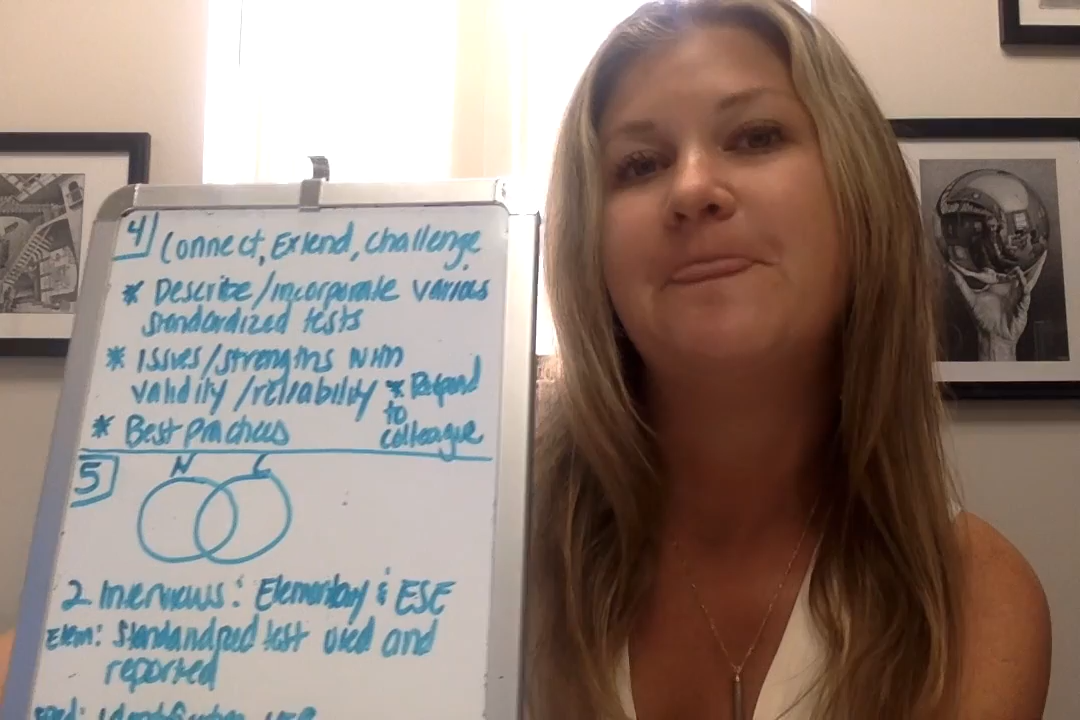 4 Connect, Extend, Challenge
* Describe/incorporate various
standardized tests
* Issues/strengths with
validity/reliability * Respond
to
colleague
* Best Practices
5
N C
2 Interviews: Elementary & ESE
Elem: Standardized test used and
reported